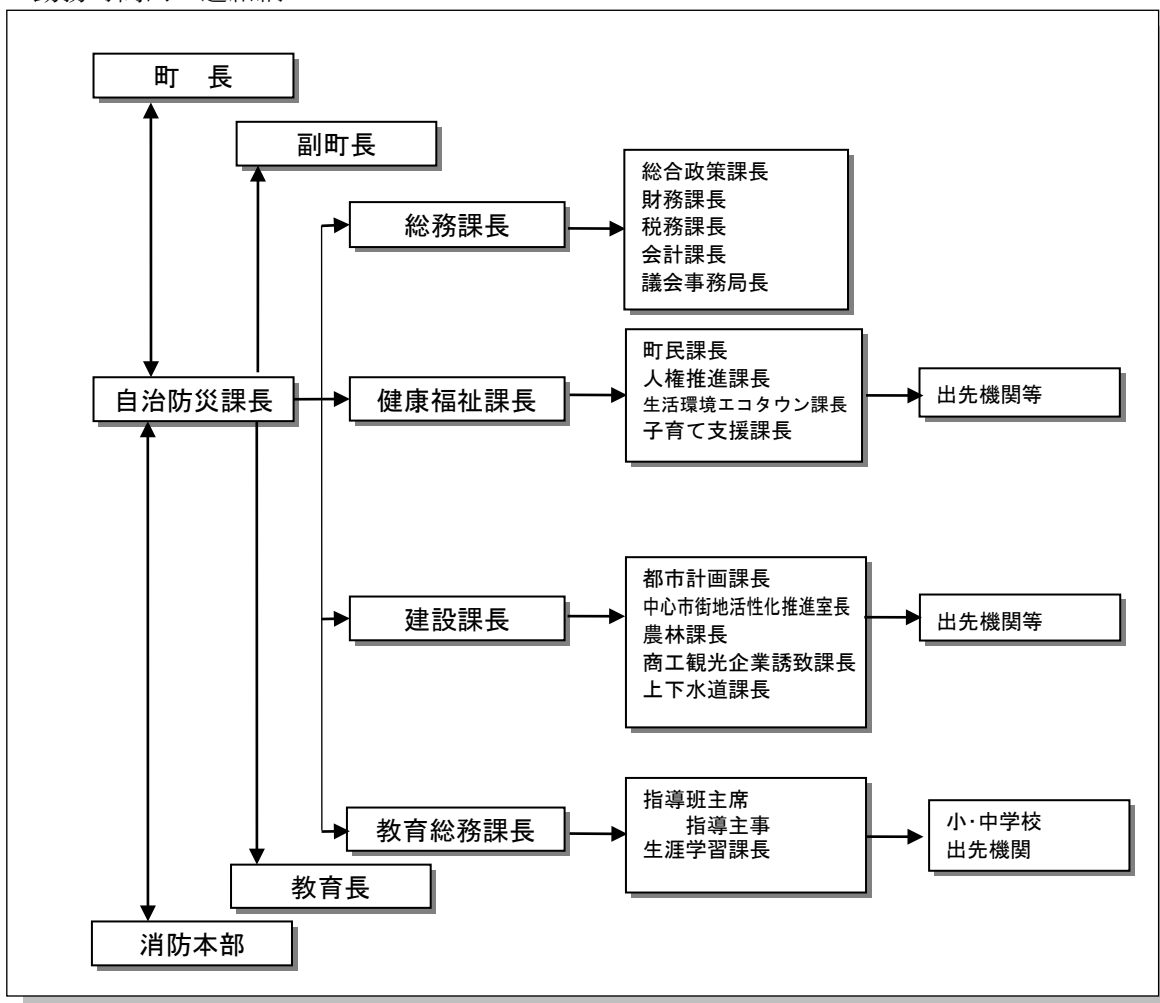 町　長
副町長
総務課長
総合政策課長
財務課長
税務課長
会計課長
議会事務局長
自治防災課長
健康福祉課長
町民課長
人権推進課長
生活環境エコタウン課長
子育て支援課長
出先機関等
建設課長
都市計画課長
中心市街地活性化推進室長
農林課長
商工観光企業誘致課長
上下水道課長
出先機関等
教育総務課長
指導班主席
指導主事
生涯学習課長
小・中学校
出先機関
教育長
消防本部